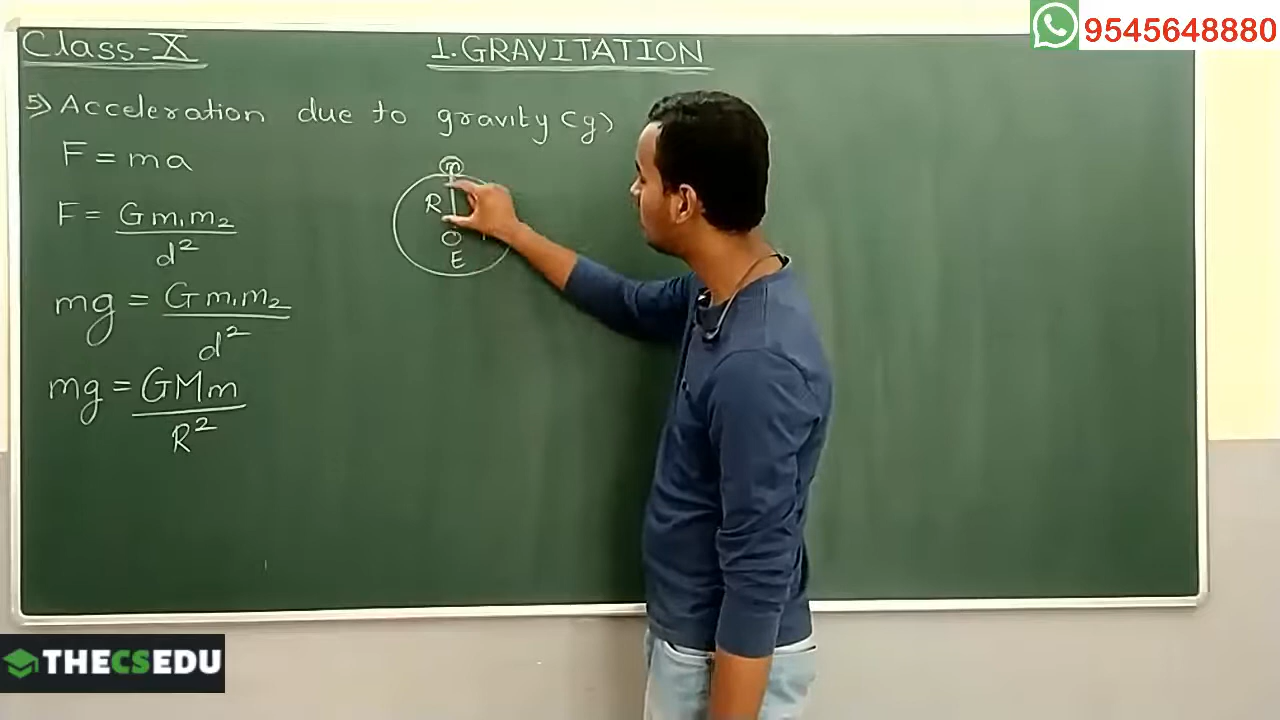 9545648880
Class-X
1.GRAVITATION
5) Acceleration due to gravity (g)
F = ma
m
R
E
F = Gm₁m₂
d²
mg = Gm₁m₂
d²
mg = GMm
R²
THECSEDU